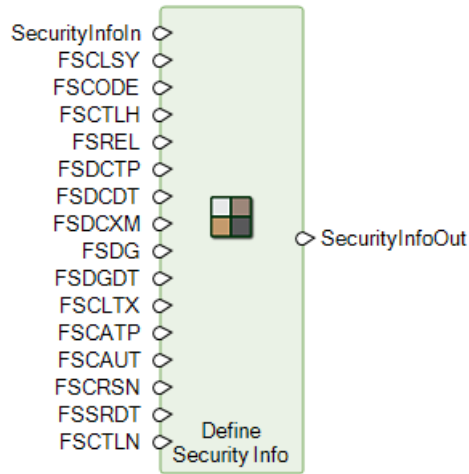 SecurityInfoIn
FSCLSY
FSCODE
FSCTLH
FSREL
FSDCTP
FSDCDT
FSDCXM
FSDG
FSDGDT
FSCLTX
FSCATP
FSCAUT
FSCRSN
FSSRDT
FSCTLN
SecurityInfoOut
Define
Security Info